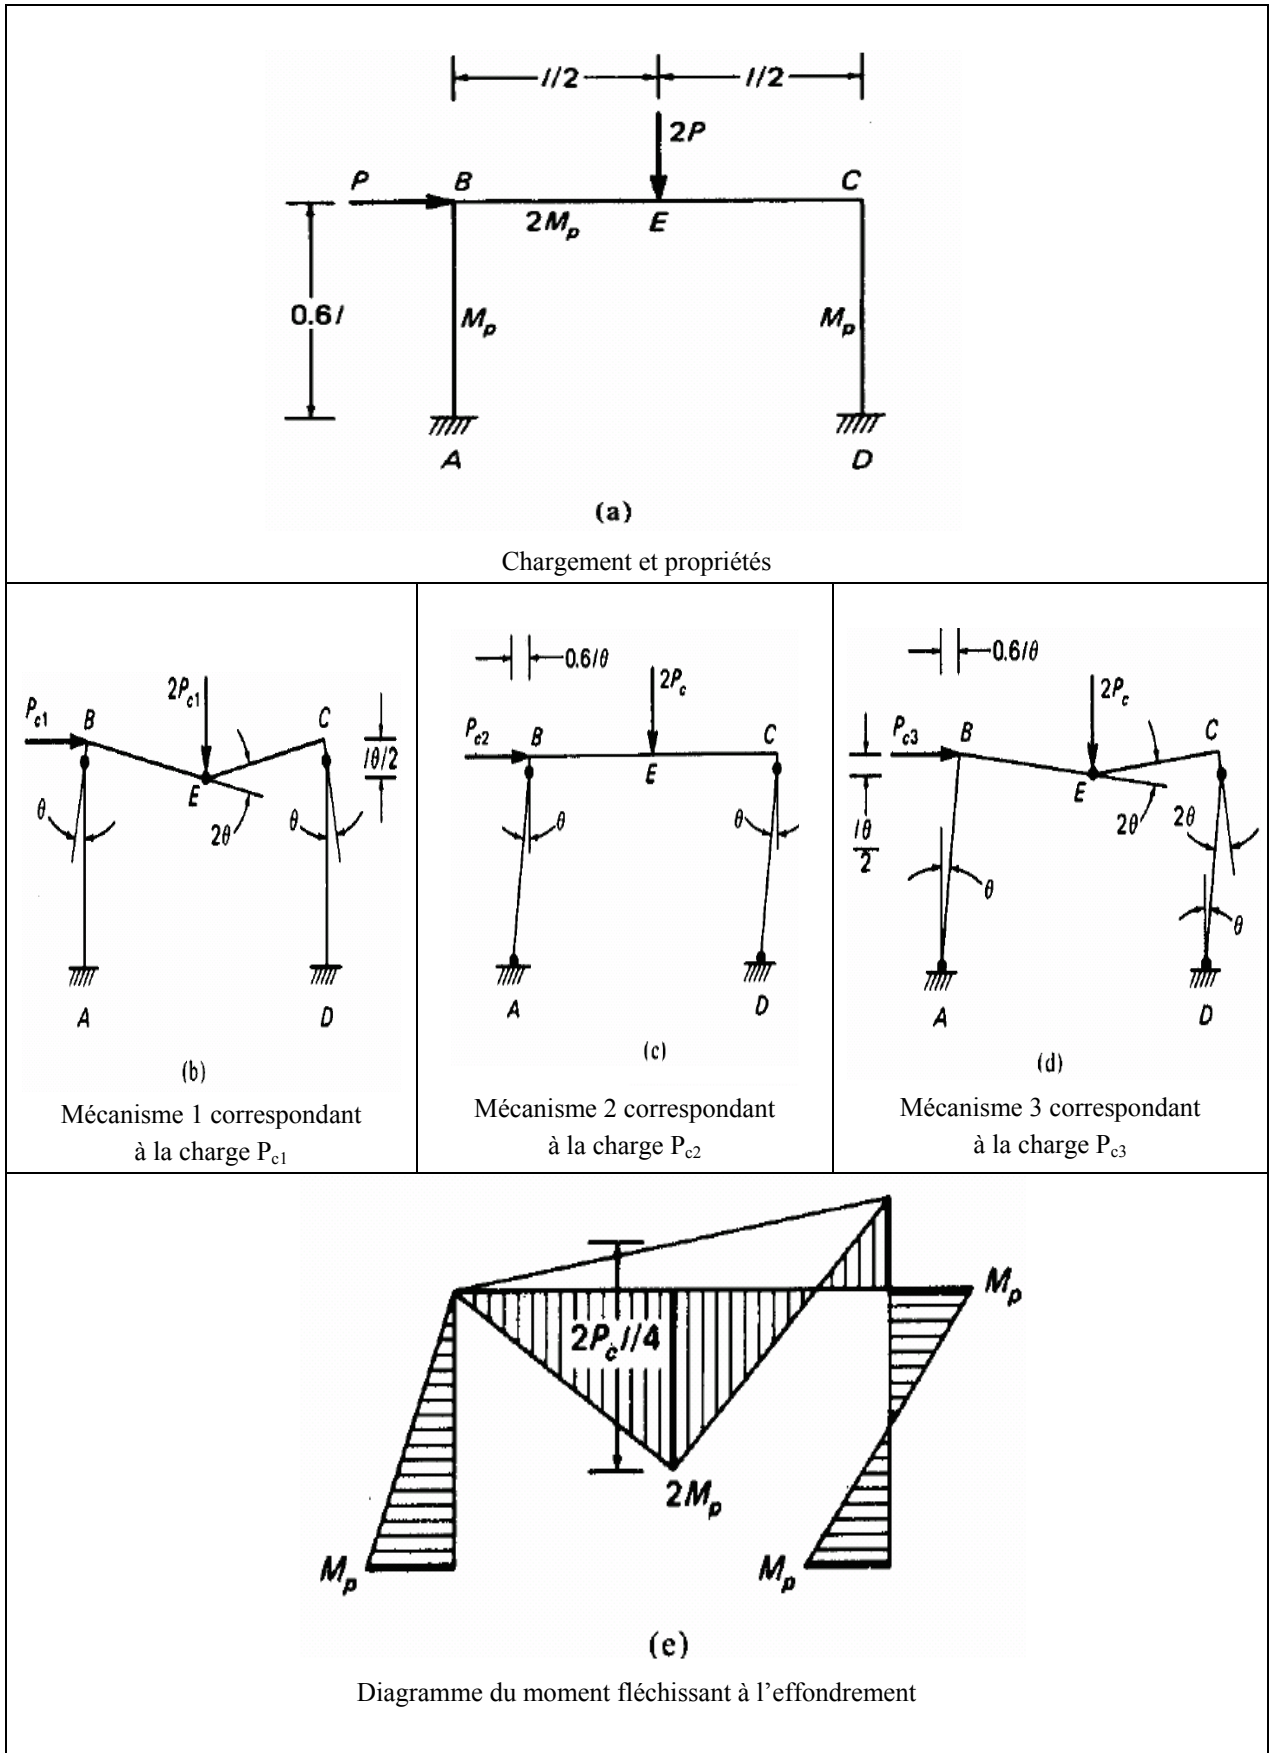 l/2 l/2
2P
P B C
2Mp E
0.6l Mp Mp
A D
(a)
Chargement et propriétés
0.6lθ
Pc1 B 2Pc1 C
lθ/2
θ E 2θ θ
A D
(b)
Mécanisme 1 correspondant
à la charge Pc1
0.6lθ
2Pc
Pc2 B C
E
θ θ
A D
(c)
Mécanisme 2 correspondant
à la charge Pc2
0.6lθ
2Pc
Pc3 B C
E
lθ/2 2θ 2θ
θ θ
A D
(d)
Mécanisme 3 correspondant
à la charge Pc3
Mp
2Pcl/4
2Mp
Mp Mp
(e)
Diagramme du moment fléchissant à l’effondrement